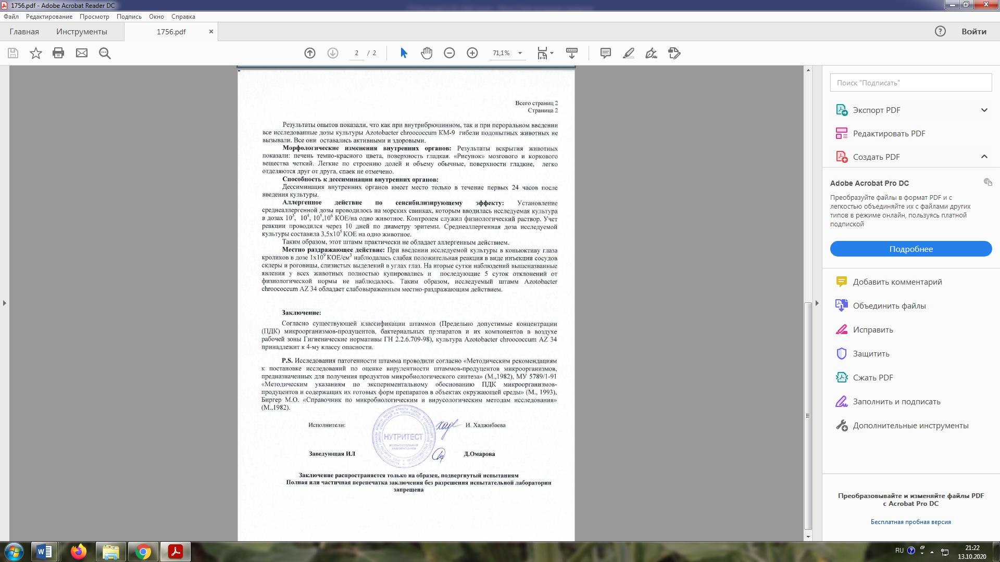 1756.pdf - Adobe Acrobat Reader DC
Файл Редактирование Просмотр Подпись Окно Справка
Главная Инструменты 1756.pdf
Войти
2 / 2
71,1%
Всего страниц 2
Страница 2
Результаты опытов показали, что как при внутрибрюшинном, так и при пероральном введении
все исследованные дозы культуры Azotobacter chroococcum КМ-9 гибели подопытных животных не
вызывали. Все они оставались активными и здоровыми.
Морфологические изменения внутренних органов: Результаты вскрытия животных
показали: печень темно-красного цвета, поверхность гладкая. «Рисунок» мозгового и коркового
вещества четкий. Легкие по строению долей и объему обычные, поверхности гладкие, легко
отделяются друг от друга, спаек не отмечено.
Способность к дессиминации внутренних органов:
Дессиминация внутренних органов имеет место только в течение первых 24 часов после
введения культуры.
Аллергенное действие по сенсибилизирующему эффекту: Установление
среднеаллергенной дозы проводилось на морских свинках, которым вводилась исследуемая культура
в дозах 10³, 10⁴, 10⁵,10⁶ КОЕ/на одно животное. Контролем служил физиологический раствор. Учет
реакции проводился через 10 дней по диаметру эритемы. Среднеаллергенная доза исследуемой
культуры составила 3,5х10⁵ КОЕ на одно животное.
Таким образом, этот штамм практически не обладает аллергенным действием.
Местно раздражающее действие: При введении исследуемой культуры в коньюктиву глаза
кроликов в дозе 1х10⁹ КОЕ/см³ наблюдалась слабая положительная реакция в виде инъекции сосудов
склеры и роговицы, слизистых выделений в углах глаз. На вторые сутки наблюдений вышеназванные
явления у всех животных полностью купировались и последующие 5 суток отклонений от
физиологической нормы не наблюдалось. Таким образом, исследуемый штамм Azotobacter
chroococcum AZ 34 обладает слабовыраженным местно-раздражающим действием.
Заключение:
Согласно существующей классификации штаммов (Предельно допустимые концентрации
(ПДК) микроорганизмов-продуцентов, бактериальных препаратов и их компонентов в воздухе
рабочей зоны Гигиенические нормативы ГН 2.2.6.709-98), культура Azotobacter chroococcum AZ 34
принадлежит к 4-му классу опасности.
P.S. Исследования патогенности штамма проводили согласно «Методическим рекомендациям
к постановке исследований по оценке вирулентности штаммов-продуцентов микроорганизмов,
предназначенных для получения продуктов микробиологического синтеза» (М.,1982), МУ 5789/1-91
«Методическим указаниям по экспериментальному обоснованию ПДК микроорганизмов-
продуцентов и содержащих их готовых форм препаратов в объектах окружающей среды» (М., 1993),
Биргер М.О. «Справочник по микробиологическим и вирусологическим методам исследования»
(М.,1982).
Исполнители: И. Хаджибаева
НУТРИТЕСТ
ИСПЫТАТЕЛЬНАЯ
ЛАБОРАТОРИЯ
Заведующая ИЛ Д.Омарова
Заключение распространяется только на образец, подвергнутый испытаниям
Полная или частичная перепечатка заключения без разрешения испытательной лаборатории
запрещена
Поиск "Подписать"
Экспорт PDF
Редактировать PDF
Создать PDF
Adobe Acrobat Pro DC
Преобразуйте файлы в формат PDF и с
легкостью объединяйте их с файлами других
типов в режиме онлайн, пользуясь платной
подпиской
Подробнее
Добавить комментарий
Объединить файлы
Исправить
Защитить
Сжать PDF
Заполнить и подписать
Дополнительные инструменты
Преобразовывайте и изменяйте файлы PDF
с Acrobat Pro DC
Бесплатная пробная версия
RU
21:22
13.10.2020